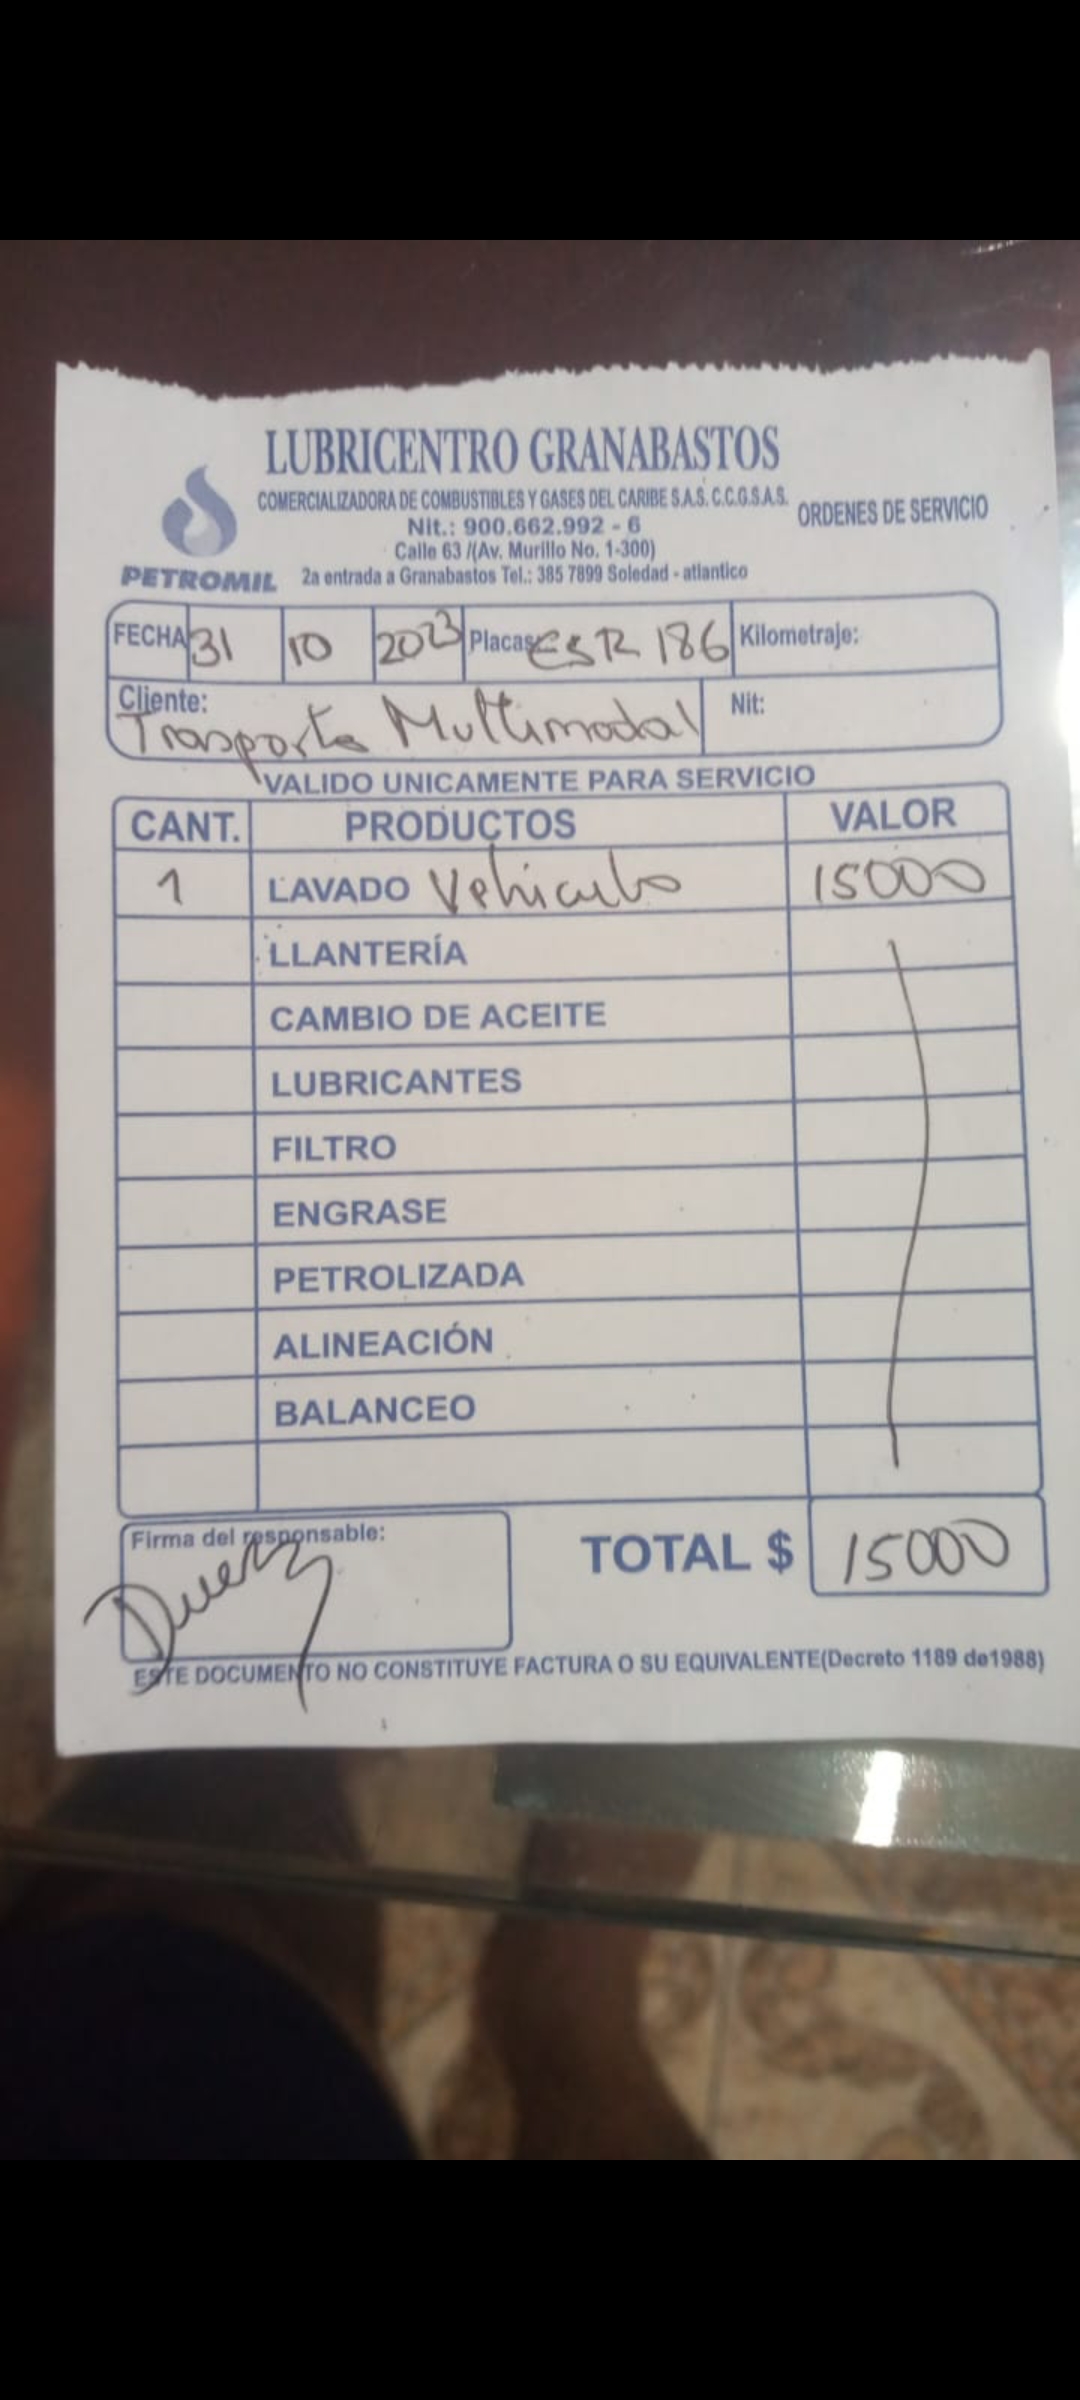 LUBRICENTRO GRANABASTOS
COMERCIALIZADORA DE COMBUSTIBLES Y GASES DEL CARIBE S.A.S. C.C.G.S.A.S.
ORDENES DE SERVICIO
Nit.: 900.662.992 - 6
Calle 63 /(Av. Murillo No. 1-300)
PETROMIL 2a entrada a Granabastos Tel.: 385 7899 Soledad - atlantico
FECHA 31 10 2023 Placas ESR 186 Kilometraje:
Cliente: Trasporte Multimodal Nit:
VALIDO UNICAMENTE PARA SERVICIO
CANT. PRODUCTOS VALOR
1 LAVADO Vehiculo 15000
LLANTERÍA
CAMBIO DE ACEITE
LUBRICANTES
FILTRO
ENGRASE
PETROLIZADA
ALINEACIÓN
BALANCEO
Firma del responsable:
TOTAL $ 15000
ESTE DOCUMENTO NO CONSTITUYE FACTURA O SU EQUIVALENTE(Decreto 1189 de1988)